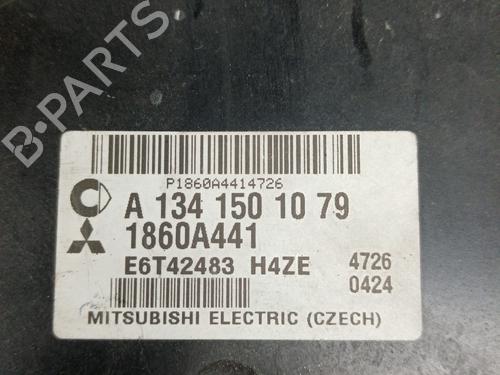 B-PARTS
P1860A4414726
A 134 150 10 79
1860A441
E6T42483 H4ZE 4726
0424
MITSUBISHI ELECTRIC (CZECH)